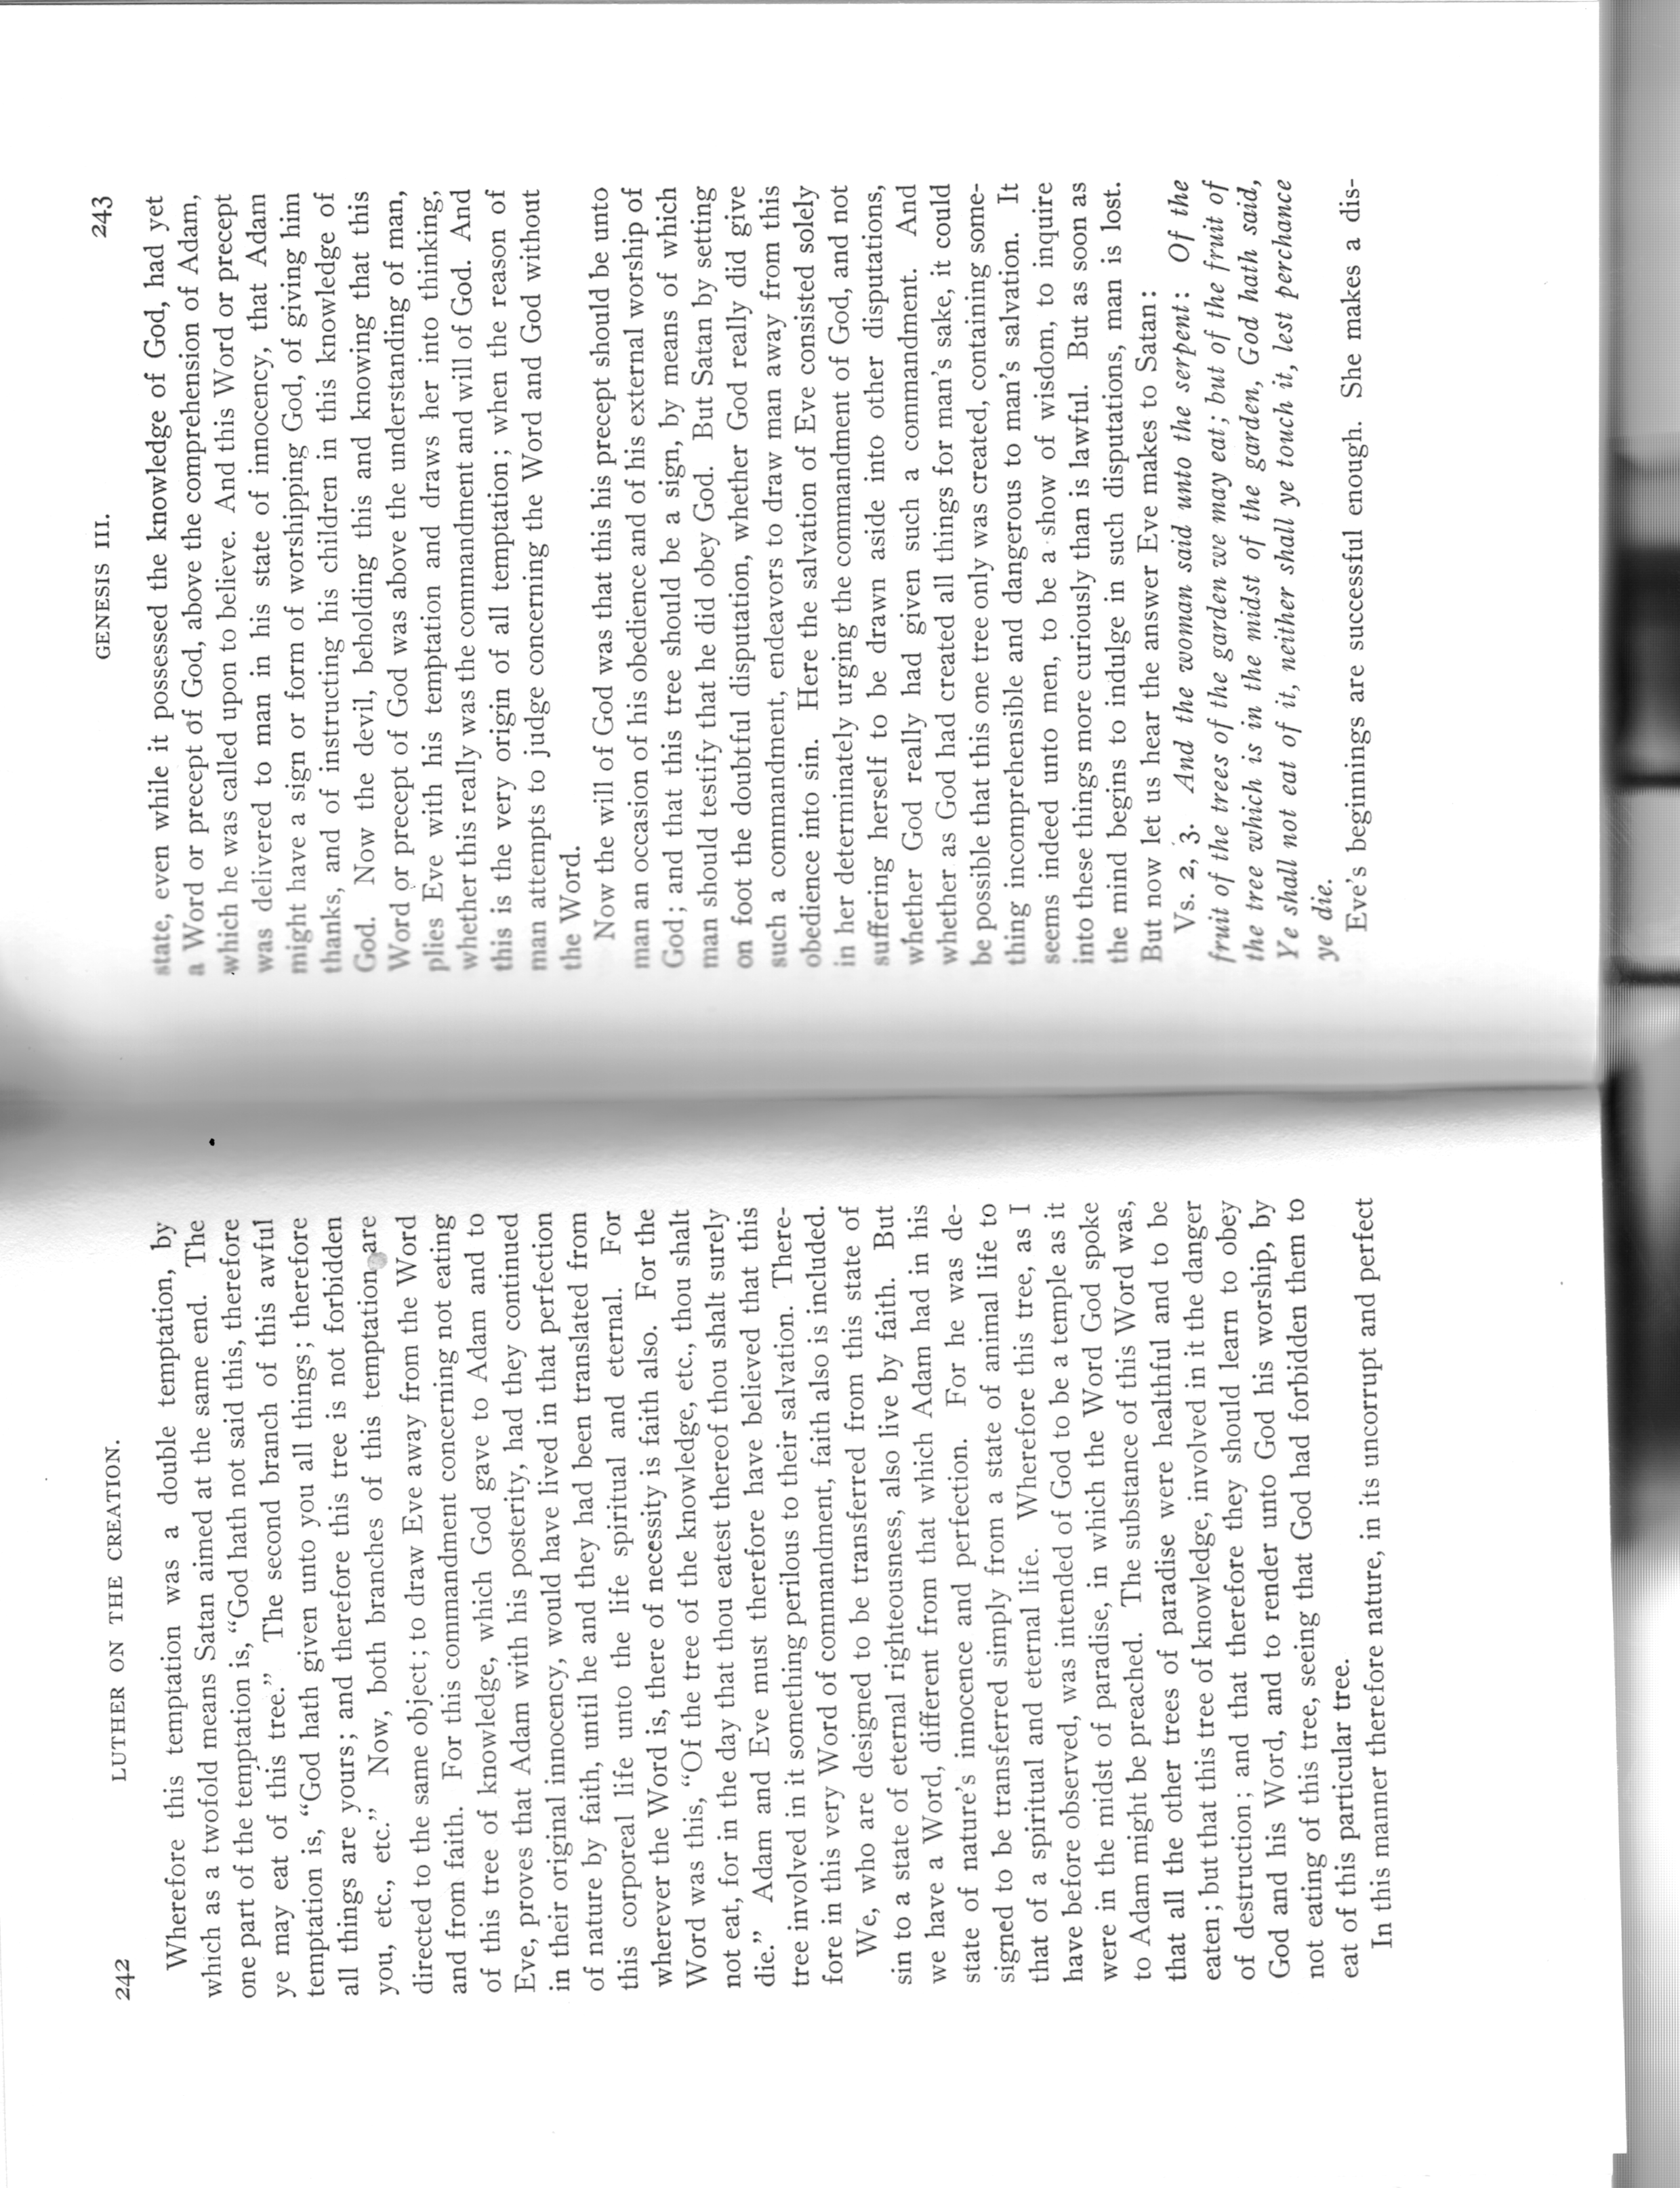 242 LUTHER ON THE CREATION.
Wherefore this temptation was a double temptation, by
which as a twofold means Satan aimed at the same end. The
one part of the temptation is, “God hath not said this, therefore
ye may eat of this tree.” The second branch of this awful
temptation is, “God hath given unto you all things; therefore
all things are yours; and therefore this tree is not forbidden
you, etc., etc.” Now, both branches of this temptation are
directed to the same object; to draw Eve away from the Word
and from faith. For this commandment concerning not eating
of this tree of knowledge, which God gave to Adam and to
Eve, proves that Adam with his posterity, had they continued
in their original innocency, would have lived in that perfection
of nature by faith, until he and they had been translated from
this corporeal life unto the life spiritual and eternal. For
wherever the Word is, there of necessity is faith also. For the
Word was this, “Of the tree of the knowledge, etc., thou shalt
not eat, for in the day that thou eatest thereof thou shalt surely
die.” Adam and Eve must therefore have believed that this
tree involved in it something perilous to their salvation. There-
fore in this very Word of commandment, faith also is included.
We, who are designed to be transferred from this state of
sin to a state of eternal righteousness, also live by faith. But
we have a Word, different from that which Adam had in his
state of nature’s innocence and perfection. For he was de-
signed to be transferred simply from a state of animal life to
that of a spiritual and eternal life. Wherefore this tree, as I
have before observed, was intended of God to be a temple as it
were in the midst of paradise, in which the Word God spoke
to Adam might be preached. The substance of this Word was,
that all the other trees of paradise were healthful and to be
eaten; but that this tree of knowledge, involved in it the danger
of destruction; and that therefore they should learn to obey
God and his Word, and to render unto God his worship, by
not eating of this tree, seeing that God had forbidden them to
eat of this particular tree.
In this manner therefore nature, in its uncorrupt and perfect
GENESIS III. 243
state, even while it possessed the knowledge of God, had yet
a Word or precept of God, above the comprehension of Adam,
which he was called upon to believe. And this Word or precept
was delivered to man in his state of innocency, that Adam
might have a sign or form of worshipping God, of giving him
thanks, and of instructing his children in this knowledge of
God. Now the devil, beholding this and knowing that this
Word or precept of God was above the understanding of man,
plies Eve with his temptation and draws her into thinking,
whether this really was the commandment and will of God. And
this is the very origin of all temptation; when the reason of
man attempts to judge concerning the Word and God without
the Word.
Now the will of God was that this his precept should be unto
man an occasion of his obedience and of his external worship of
God; and that this tree should be a sign, by means of which
man should testify that he did obey God. But Satan by setting
on foot the doubtful disputation, whether God really did give
such a commandment, endeavors to draw man away from this
obedience into sin. Here the salvation of Eve consisted solely
in her determinately urging the commandment of God, and not
suffering herself to be drawn aside into other disputations,
whether God really had given such a commandment. And
whether as God had created all things for man’s sake, it could
be possible that this one tree only was created, containing some-
thing incomprehensible and dangerous to man’s salvation. It
seems indeed unto men, to be a show of wisdom, to inquire
into these things more curiously than is lawful. But as soon as
the mind begins to indulge in such disputations, man is lost.
But now let us hear the answer Eve makes to Satan:
Vs. 2, 3. And the woman said unto the serpent: Of the
fruit of the trees of the garden we may eat; but of the fruit of
the tree which is in the midst of the garden, God hath said,
Ye shall not eat of it, neither shall ye touch it, lest perchance
ye die.
Eve’s beginnings are successful enough. She makes a dis-